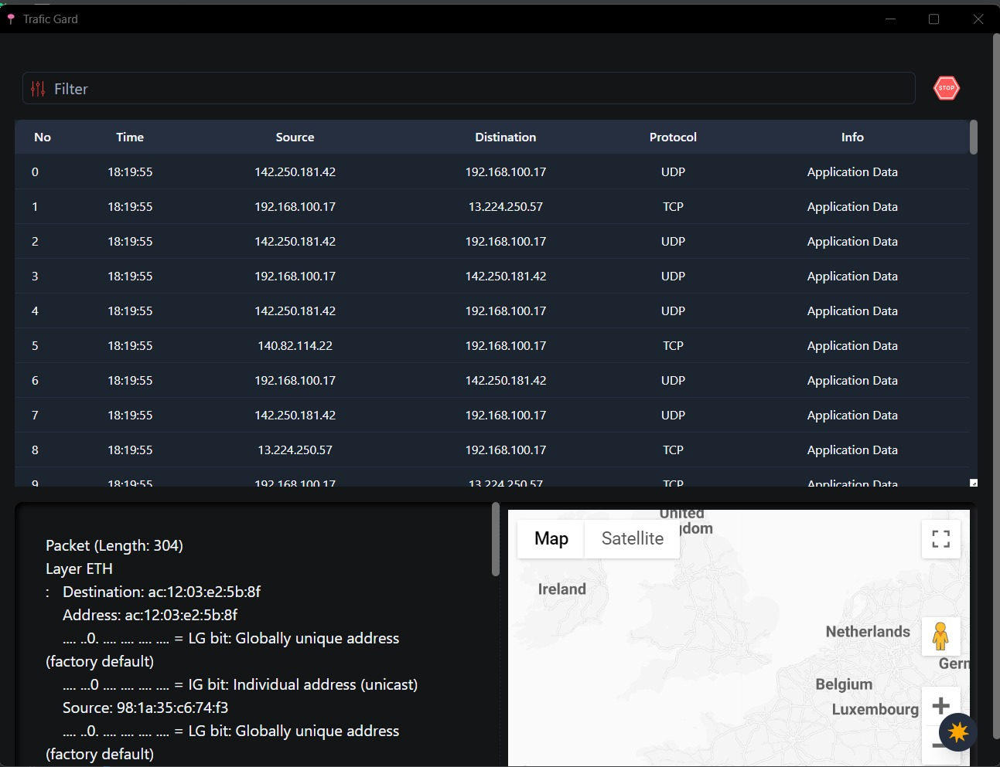 Trafic Gard
Filter
STOP
No Time Source Distination Protocol Info
0 18:19:55 142.250.181.42 192.168.100.17 UDP Application Data
1 18:19:55 192.168.100.17 13.224.250.57 TCP Application Data
2 18:19:55 142.250.181.42 192.168.100.17 UDP Application Data
3 18:19:55 192.168.100.17 142.250.181.42 UDP Application Data
4 18:19:55 142.250.181.42 192.168.100.17 UDP Application Data
5 18:19:55 140.82.114.22 192.168.100.17 TCP Application Data
6 18:19:55 192.168.100.17 142.250.181.42 UDP Application Data
7 18:19:55 142.250.181.42 192.168.100.17 UDP Application Data
8 18:19:55 13.224.250.57 192.168.100.17 TCP Application Data
9 18:19:55 192.168.100.17 13.224.250.57 TCP Application Data
Packet (Length: 304)
Layer ETH
: Destination: ac:12:03:e2:5b:8f
Address: ac:12:03:e2:5b:8f
.... ..0. .... .... .... .... = LG bit: Globally unique address
(factory default)
.... ...0 .... .... .... .... = IG bit: Individual address (unicast)
Source: 98:1a:35:c6:74:f3
.... ..0. .... .... .... .... = LG bit: Globally unique address
(factory default)
United
gdom
Map Satellite
Ireland
Netherlands
Gern
Belgium
Luxembourg